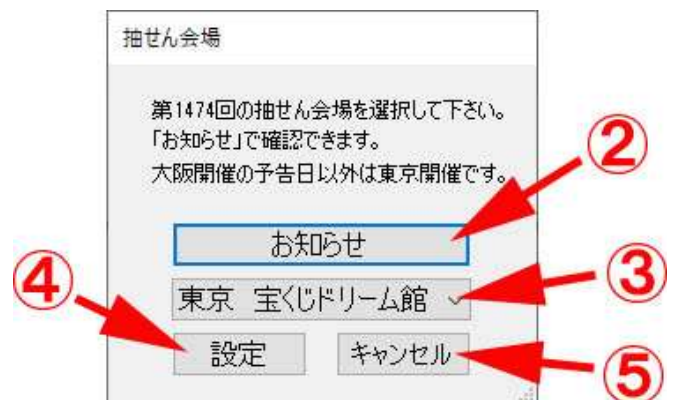 抽せん会場
第1474回の抽せん会場を選択して下さい。
「お知らせ」で確認できます。
大阪開催の予告日以外は東京開催です。
②
お知らせ
③
東京 宝くじドリーム館
④
設定 キャンセル
⑤